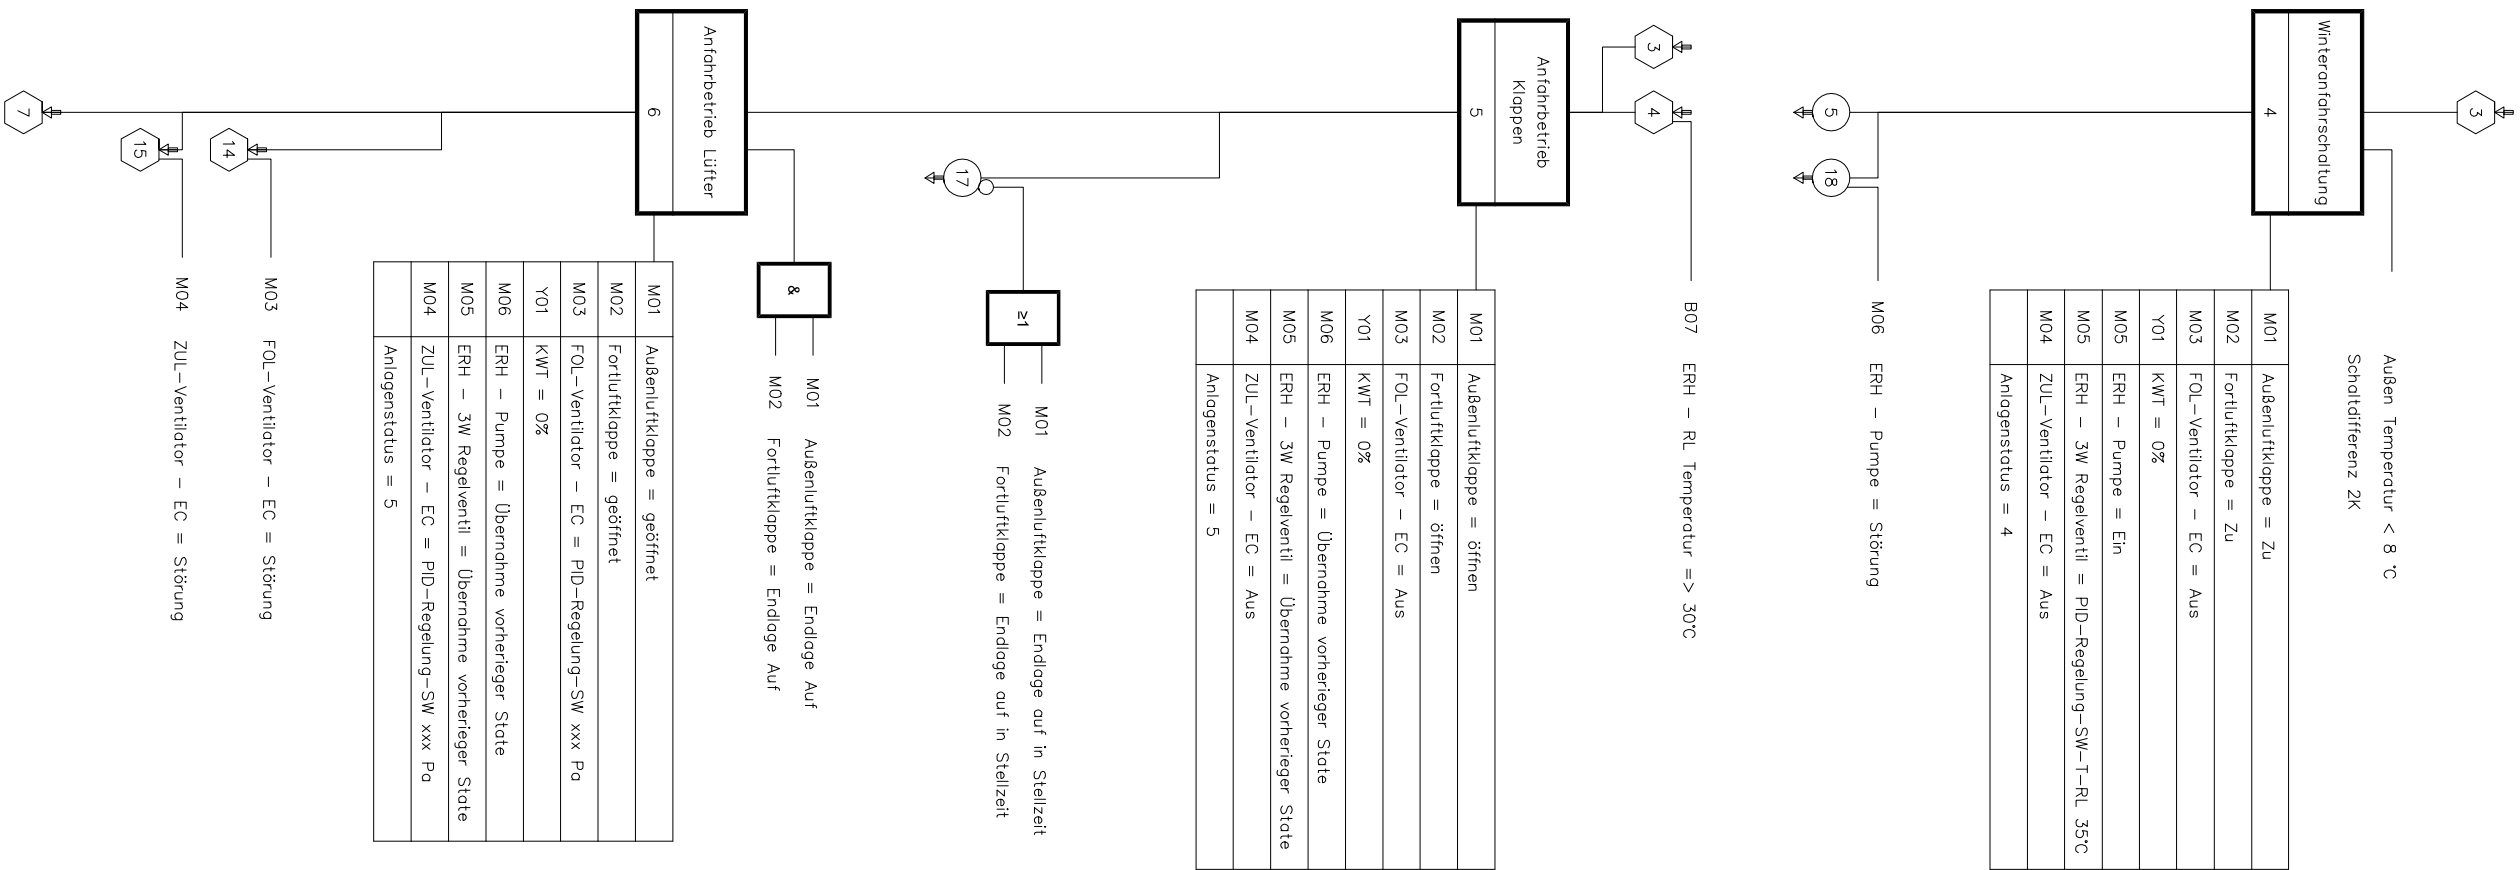 3
Winteranfahrschaltung
4
Außen Temperatur < 8 °C
Schaltdifferenz 2K
M01 Außenluftklappe = Zu
M02 Fortluftklappe = Zu
M03 FOL-Ventilator - EC = Aus
Y01 KWT = 0%
M05 ERH - Pumpe = Ein
M05 ERH - 3W Regelventil = PID-Regelung-SW-T-RL 35°C
M04 ZUL-Ventilator - EC = Aus
Anlagenstatus = 4
5
18
M06 ERH - Pumpe = Störung
3
4
B07 ERH - RL Temperatur => 30°C
Anfahrbetrieb
Klappen
5
M01 Außenluftklappe = öffnen
M02 Fortluftklappe = öffnen
M03 FOL-Ventilator - EC = Aus
Y01 KWT = 0%
M06 ERH - Pumpe = Übernahme vorherieger State
M05 ERH - 3W Regelventil = Übernahme vorherieger State
M04 ZUL-Ventilator - EC = Aus
Anlagenstatus = 5
17
≥1
M01 Außenluftklappe = Endlage auf in Stellzeit
M02 Fortluftklappe = Endlage auf in Stellzeit
&
M01 Außenluftklappe = Endlage Auf
M02 Fortluftklappe = Endlage Auf
Anfahrbetrieb Lüfter
6
M01 Außenluftklappe = geöffnet
M02 Fortluftklappe = geöffnet
M03 FOL-Ventilator - EC = PID-Regelung-SW xxx Pa
Y01 KWT = 0%
M06 ERH - Pumpe = Übernahme vorherieger State
M05 ERH - 3W Regelventil = Übernahme vorherieger State
M04 ZUL-Ventilator - EC = PID-Regelung-SW xxx Pa
Anlagenstatus = 5
14
M03 FOL-Ventilator - EC = Störung
15
M04 ZUL-Ventilator - EC = Störung
7